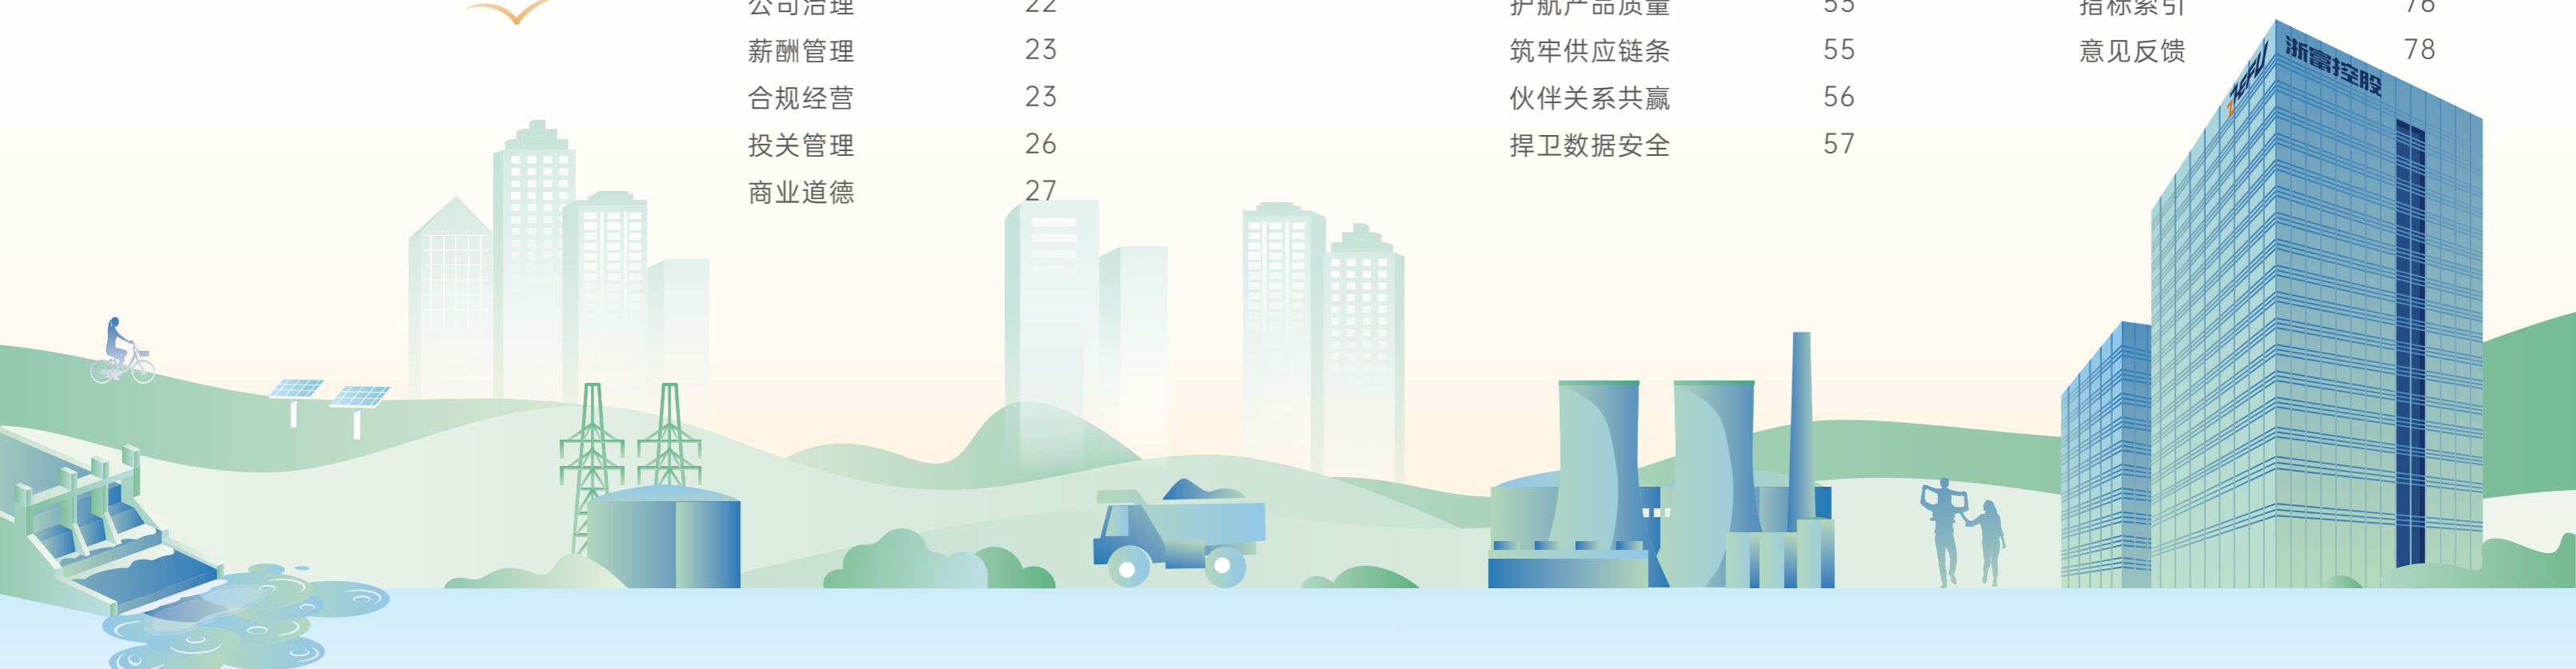 公司治理 22
薪酬管理 23
合规经营 23
投关管理 26
商业道德 27
护航产品质量 53
筑牢供应链条 55
伙伴关系共赢 56
捍卫数据安全 57
指标索引 76
意见反馈 78
ZHEFU 浙富控股